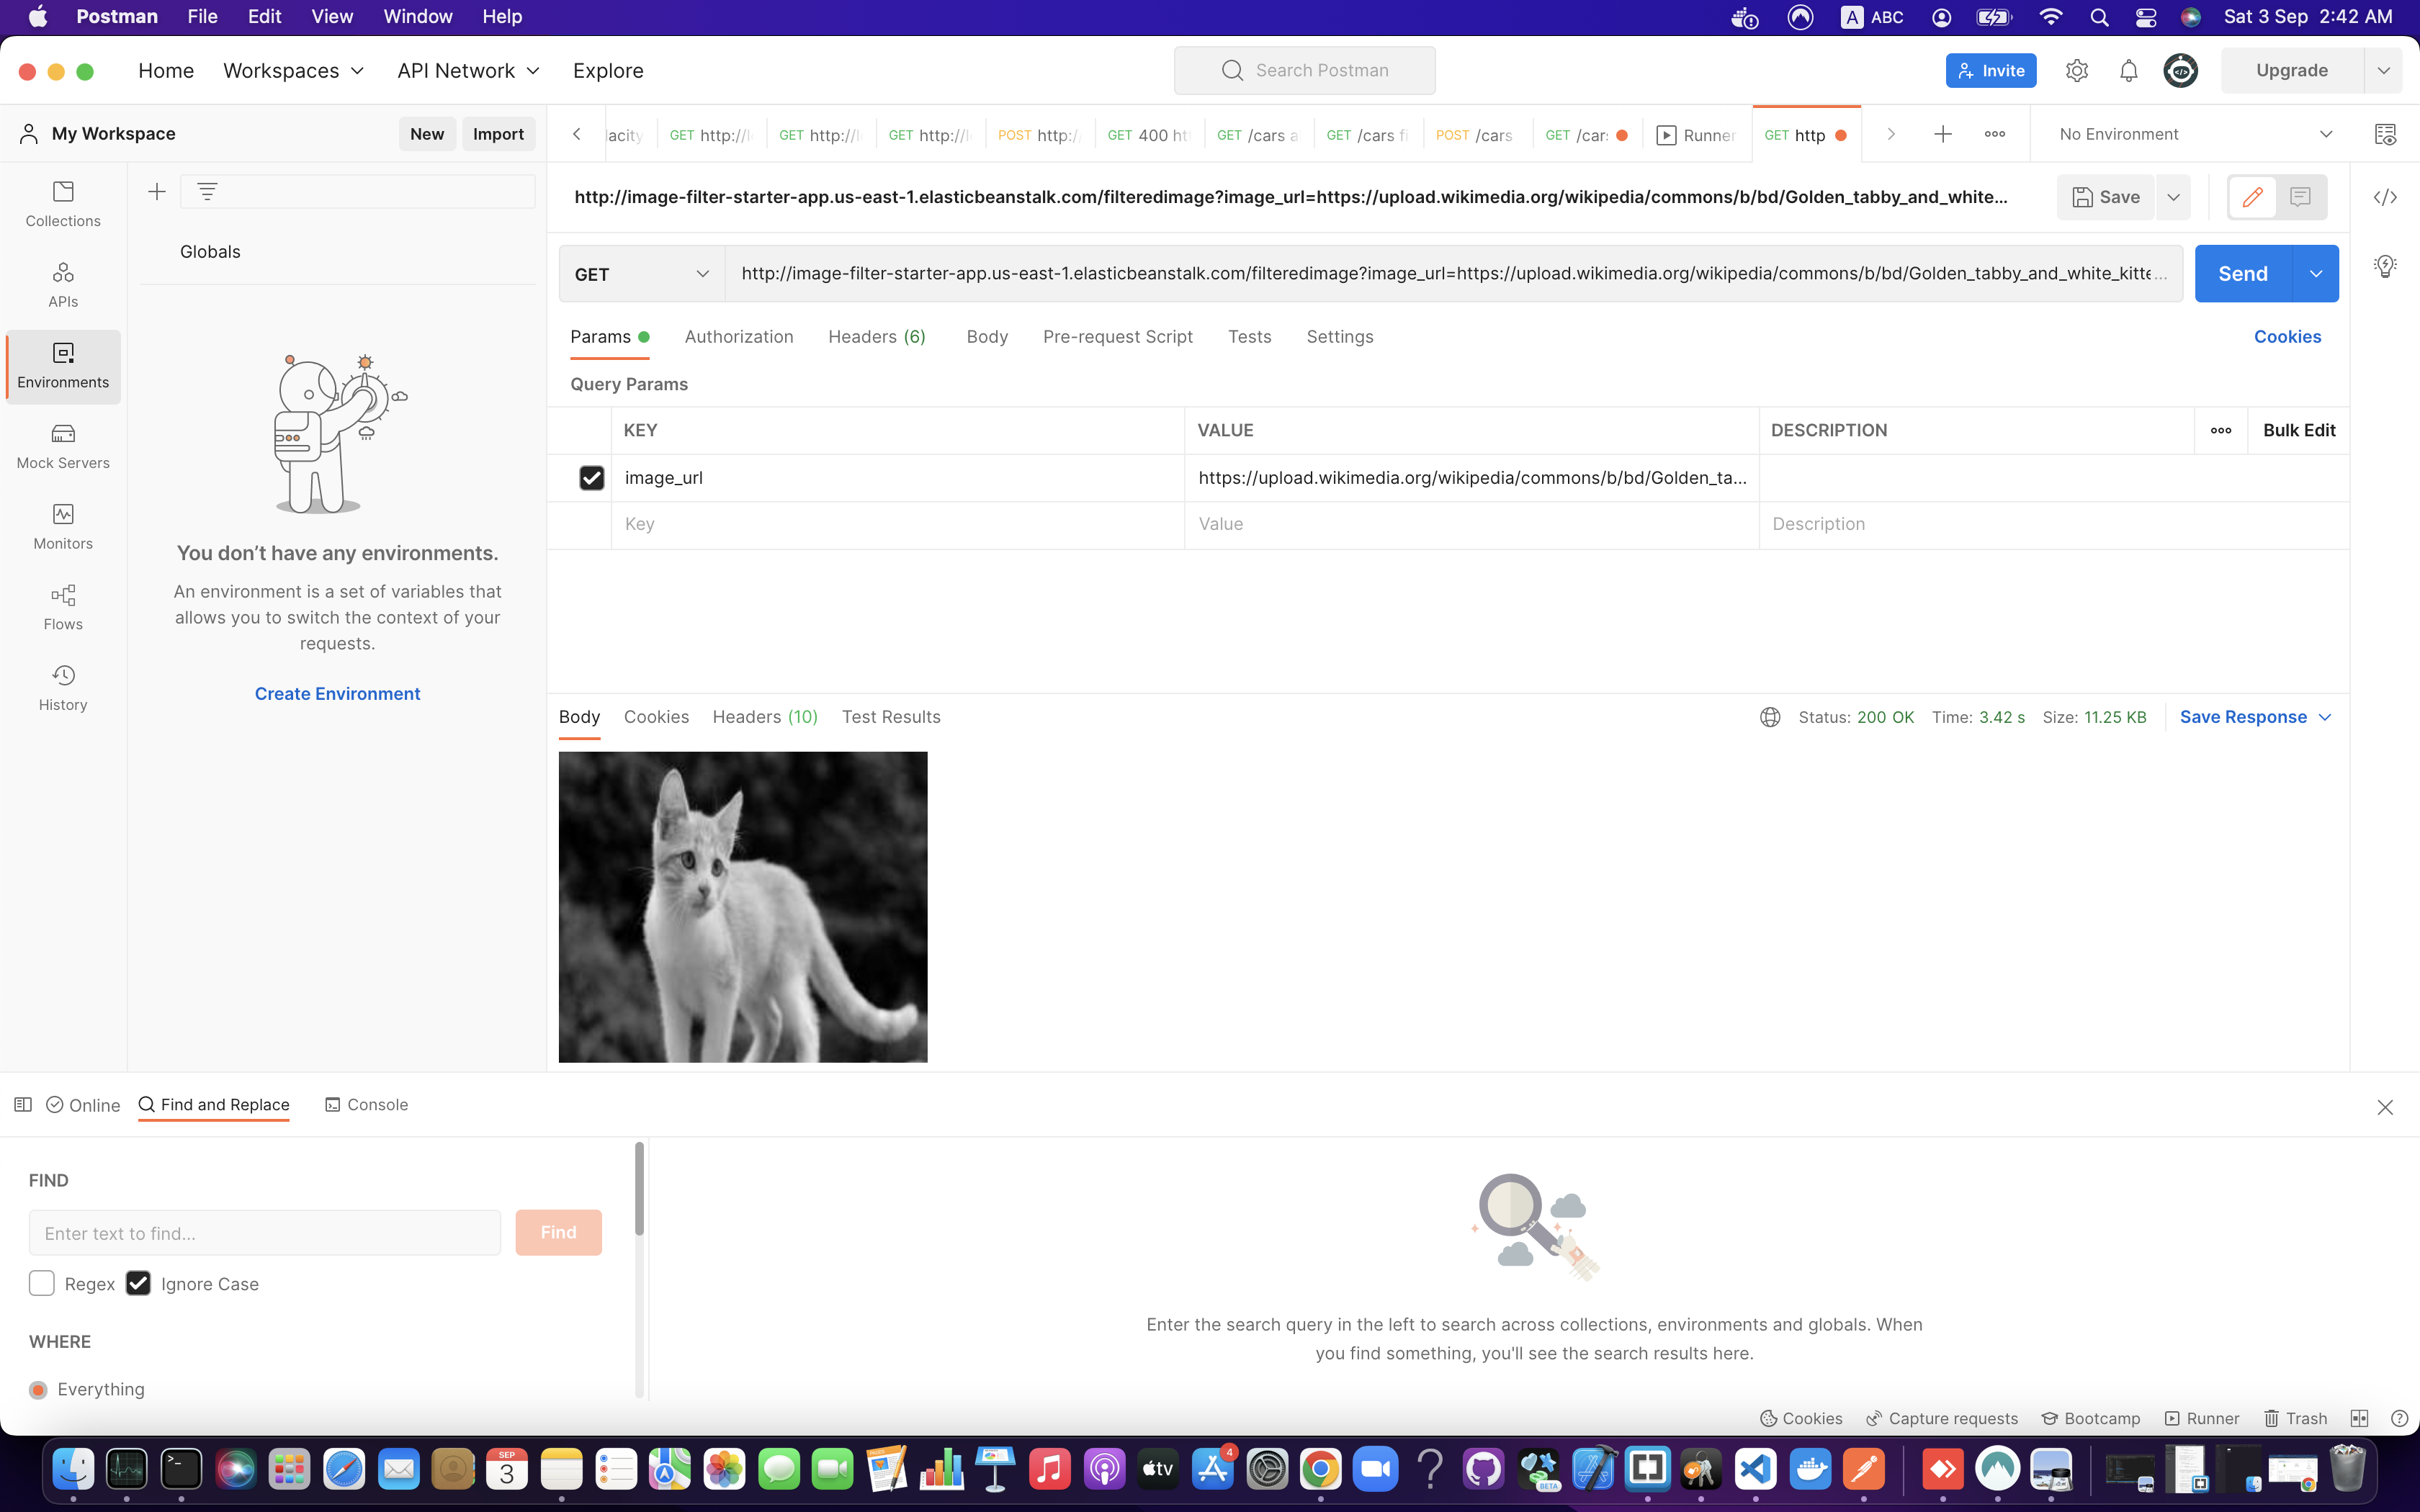 Postman File Edit View Window Help
A ABC Sat 3 Sep 2:42 AM
Home Workspaces API Network Explore
Search Postman
Invite
Upgrade
My Workspace
New Import
GET http://
GET http://
GET http://
POST http:/
GET 400 ht
GET /cars a
GET /cars fi
POST /cars
GET /car
Runner
GET http
No Environment
Collections
APIs
Environments
Mock Servers
Monitors
Flows
History
Globals
You don’t have any environments.
An environment is a set of variables that
allows you to switch the context of your
requests.
Create Environment
http://image-filter-starter-app.us-east-1.elasticbeanstalk.com/filteredimage?image_url=https://upload.wikimedia.org/wikipedia/commons/b/bd/Golden_tabby_and_white...
Save
GET
http://image-filter-starter-app.us-east-1.elasticbeanstalk.com/filteredimage?image_url=https://upload.wikimedia.org/wikipedia/commons/b/bd/Golden_tabby_and_white_kitte...
Send
Params Authorization Headers (6) Body Pre-request Script Tests Settings
Cookies
Query Params
KEY VALUE DESCRIPTION
Bulk Edit
image_url https://upload.wikimedia.org/wikipedia/commons/b/bd/Golden_ta...
Key Value Description
Body Cookies Headers (10) Test Results
Status: 200 OK Time: 3.42 s Size: 11.25 KB
Save Response
Online Find and Replace Console
FIND
Enter text to find...
Find
Regex Ignore Case
WHERE
Everything
Enter the search query in the left to search across collections, environments and globals. When
you find something, you'll see the search results here.
Cookies Capture requests Bootcamp Runner Trash
SEP
3
tv
4
BETA